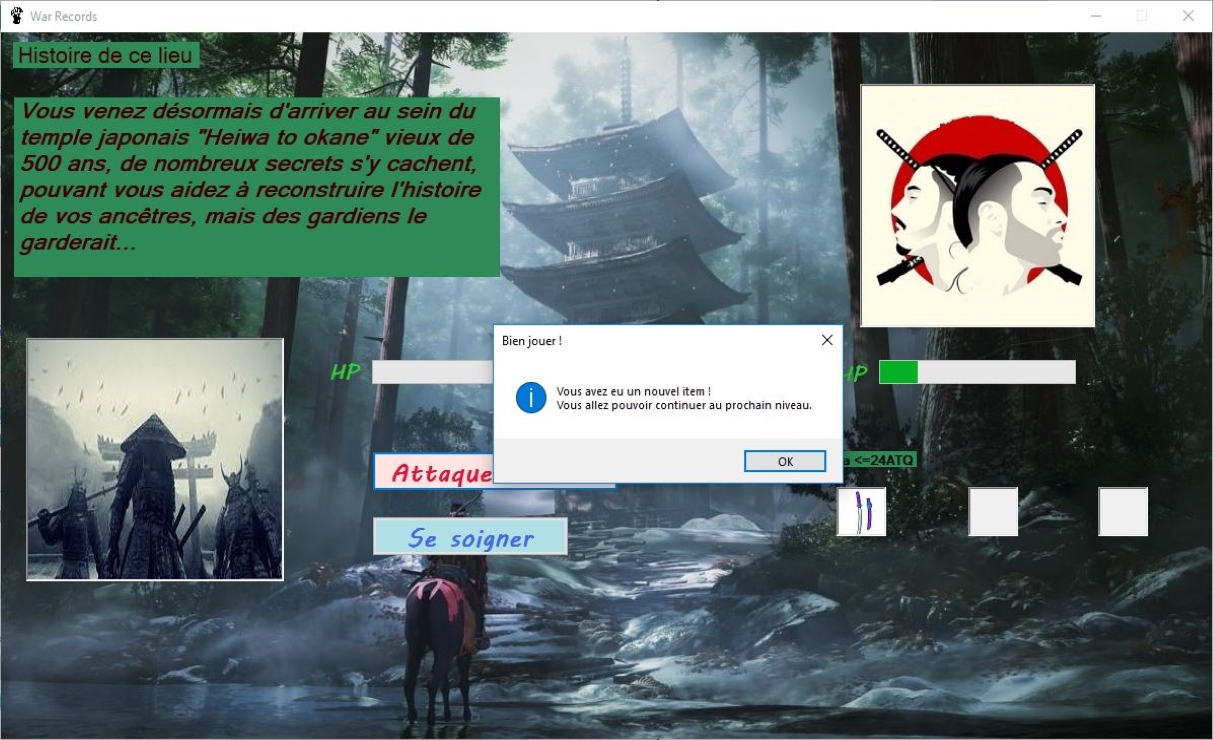 War Records
Histoire de ce lieu
Vous venez désormais d'arriver au sein du
temple japonais "Heiwa to okane" vieux de
500 ans, de nombreux secrets s'y cachent,
pouvant vous aidez à reconstruire l'histoire
de vos ancêtres, mais des gardiens le
garderait...
HP
HP
Bien jouer !
Vous avez eu un nouvel item !
Vous allez pouvoir continuer au prochain niveau.
OK
Attaque
a <=24ATQ
Se soigner